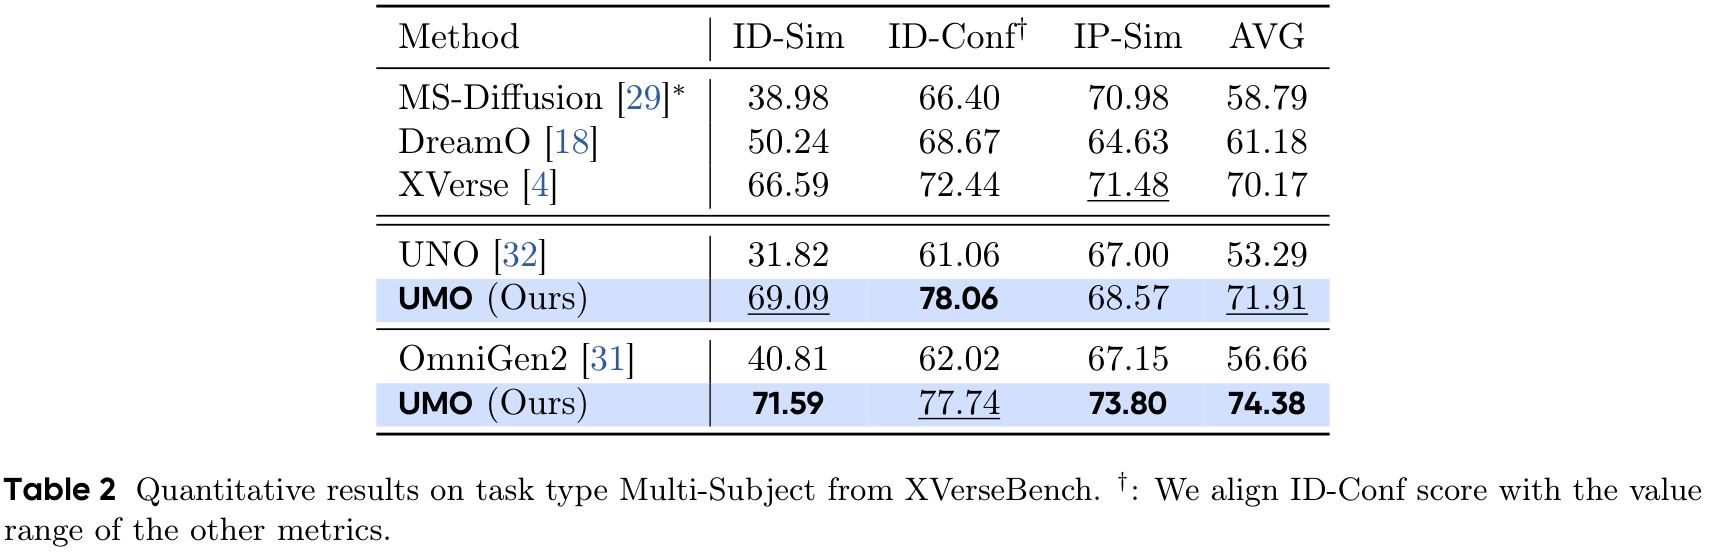 Method ID-Sim ID-Conf† IP-Sim AVG
MS-Diffusion [29]* 38.98 66.40 70.98 58.79
DreamO [18] 50.24 68.67 64.63 61.18
XVerse [4] 66.59 72.44 71.48 70.17
UNO [32] 31.82 61.06 67.00 53.29
UMO (Ours) 69.09 78.06 68.57 71.91
OmniGen2 [31] 40.81 62.02 67.15 56.66
UMO (Ours) 71.59 77.74 73.80 74.38
Table 2 Quantitative results on task type Multi-Subject from XVerseBench. †: We align ID-Conf score with the value
range of the other metrics.